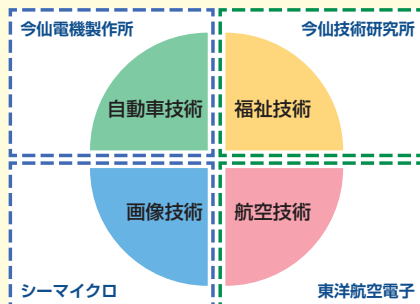 今仙電機製作所
今仙技術研究所
自動車技術
福祉技術
画像技術
航空技術
シーマイクロ
東洋航空電子